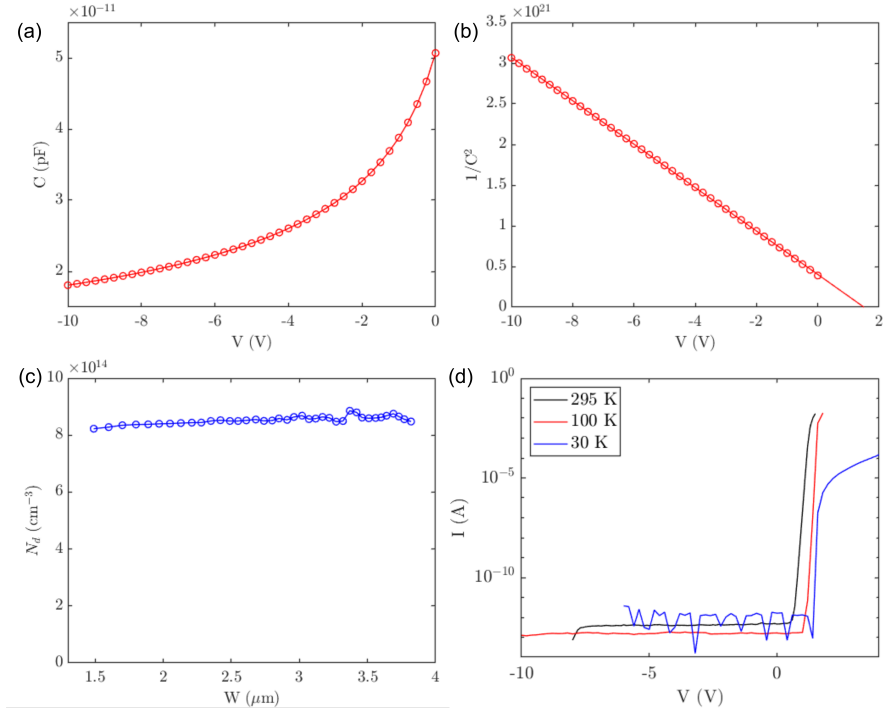 (a)
×10⁻¹¹
5
4
3
2
C (pF)
-10 -8 -6 -4 -2 0
V (V)
(b)
×10²¹
3.5
3
2.5
2
1.5
1
0.5
0
1/C²
-10 -8 -6 -4 -2 0 2
V (V)
(c)
×10¹⁴
10
8
6
4
2
0
N_d (cm⁻³)
1.5 2 2.5 3 3.5 4
W (μm)
(d)
10⁰
10⁻⁵
10⁻¹⁰
I (A)
295 K
100 K
30 K
-10 -5 0
V (V)